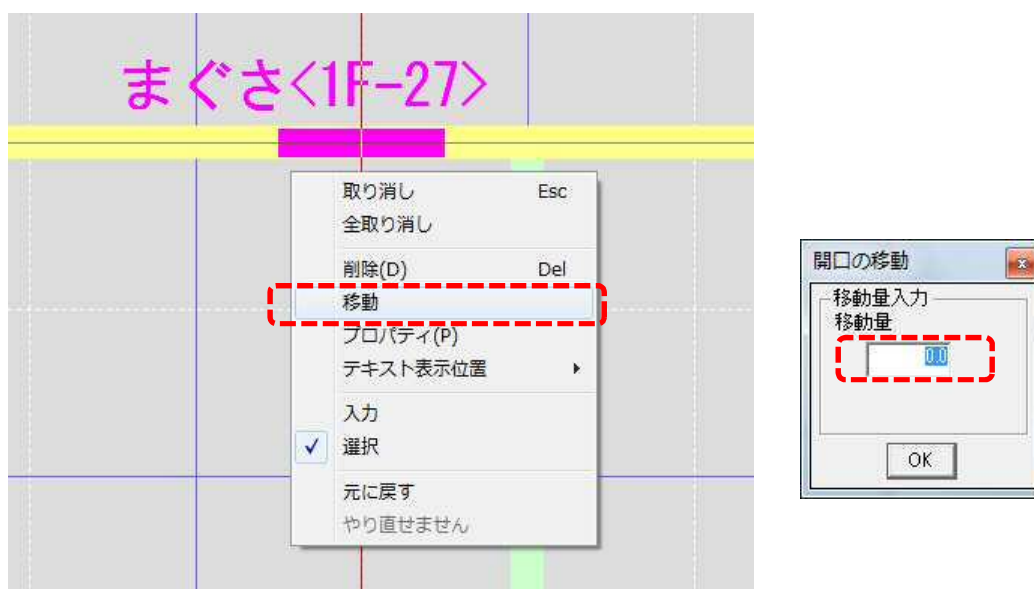 まぐさ<1F-27>
取り消し Esc
全取り消し
削除(D) Del
移動
プロパティ(P)
テキスト表示位置
入力
選択
元に戻す
やり直せません
開口の移動
移動量入力
移動量
0.0
OK